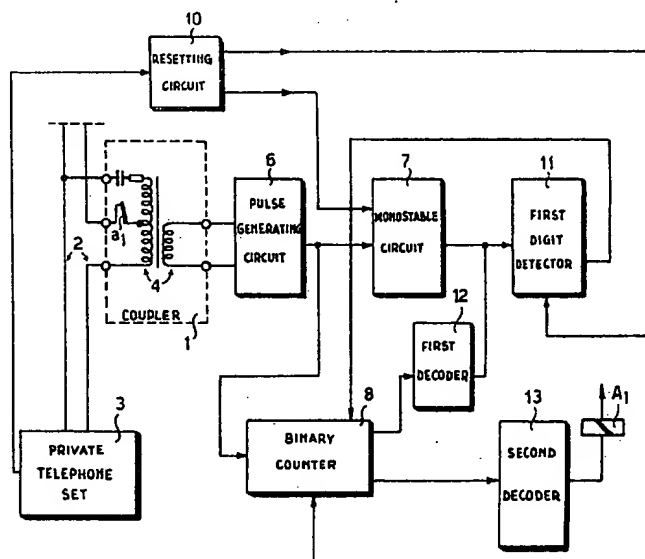 10
RESETTING
CIRCUIT
6
PULSE
GENERATING
CIRCUIT
7
MONOSTABLE
CIRCUIT
11
FIRST
DIGIT
DETECTOR
a1
2
4
COUPLER
1
12
FIRST
DECODER
3
PRIVATE
TELEPHONE
SET
8
BINARY
COUNTER
13
SECOND
DECODER
A1